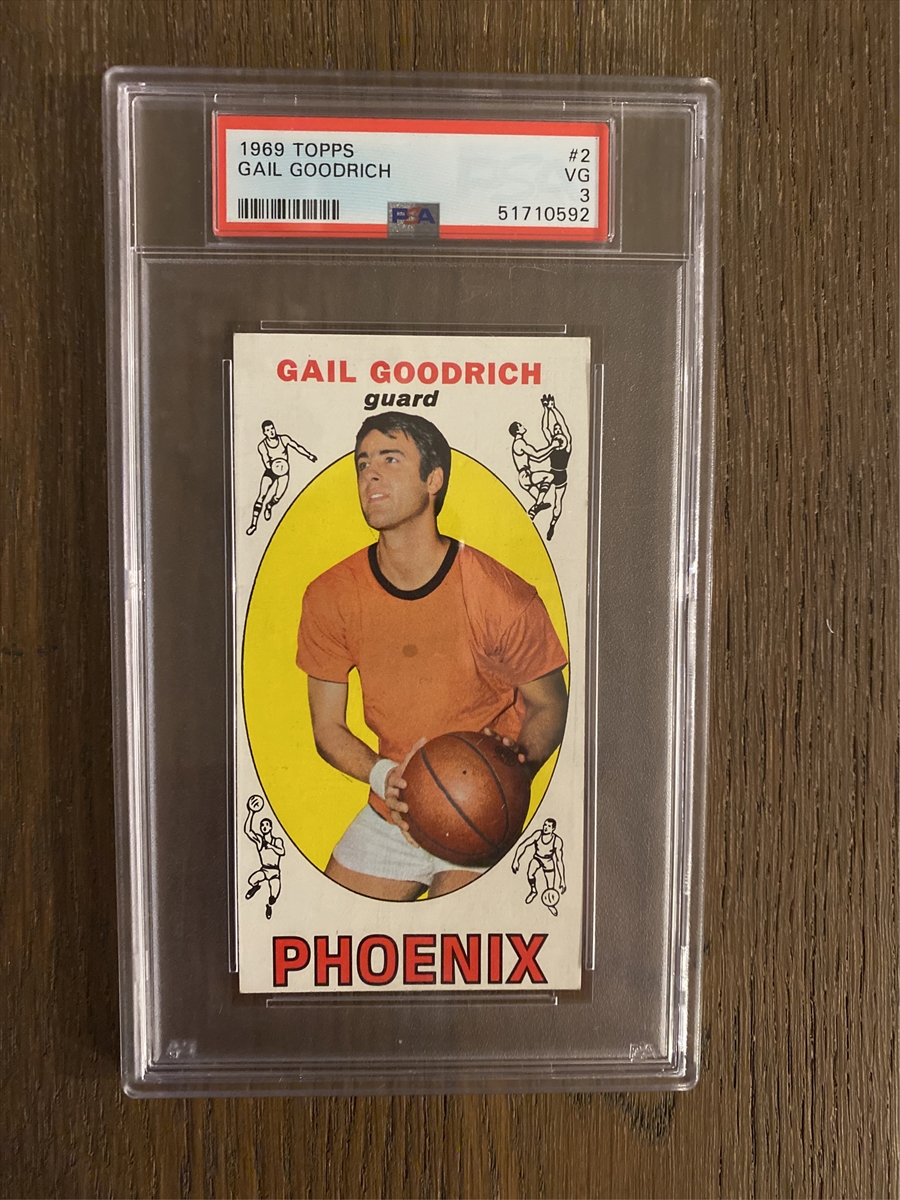 1969 TOPPS #2
GAIL GOODRICH VG
3
PSA 51710592
GAIL GOODRICH
guard
PHOENIX